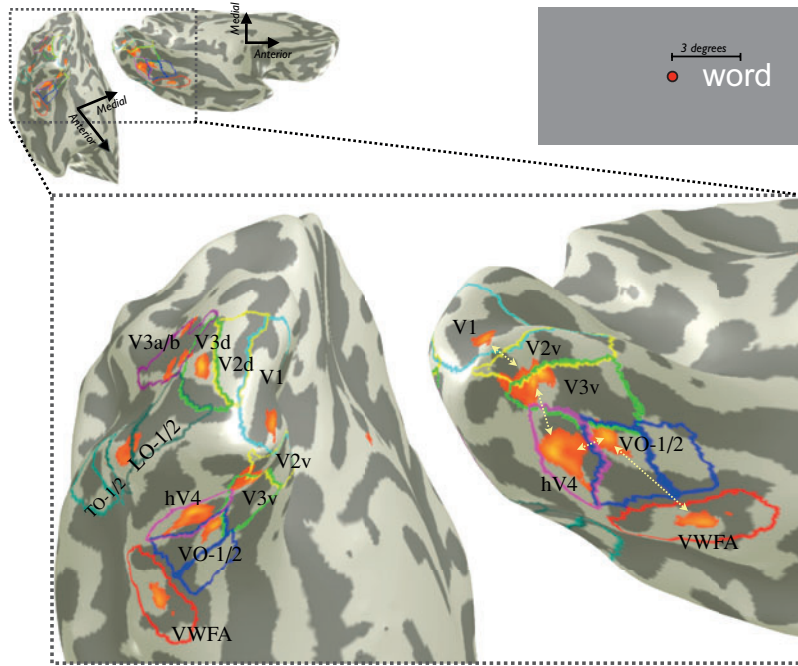 Medial
Anterior
Medial
Anterior
3 degrees
word
V3a/b
V3d
V2d
V1
LO-1/2
TO-1/2
V2v
hV4
V3v
VO-1/2
VWFA
V1
V2v
V3v
VO-1/2
hV4
VWFA